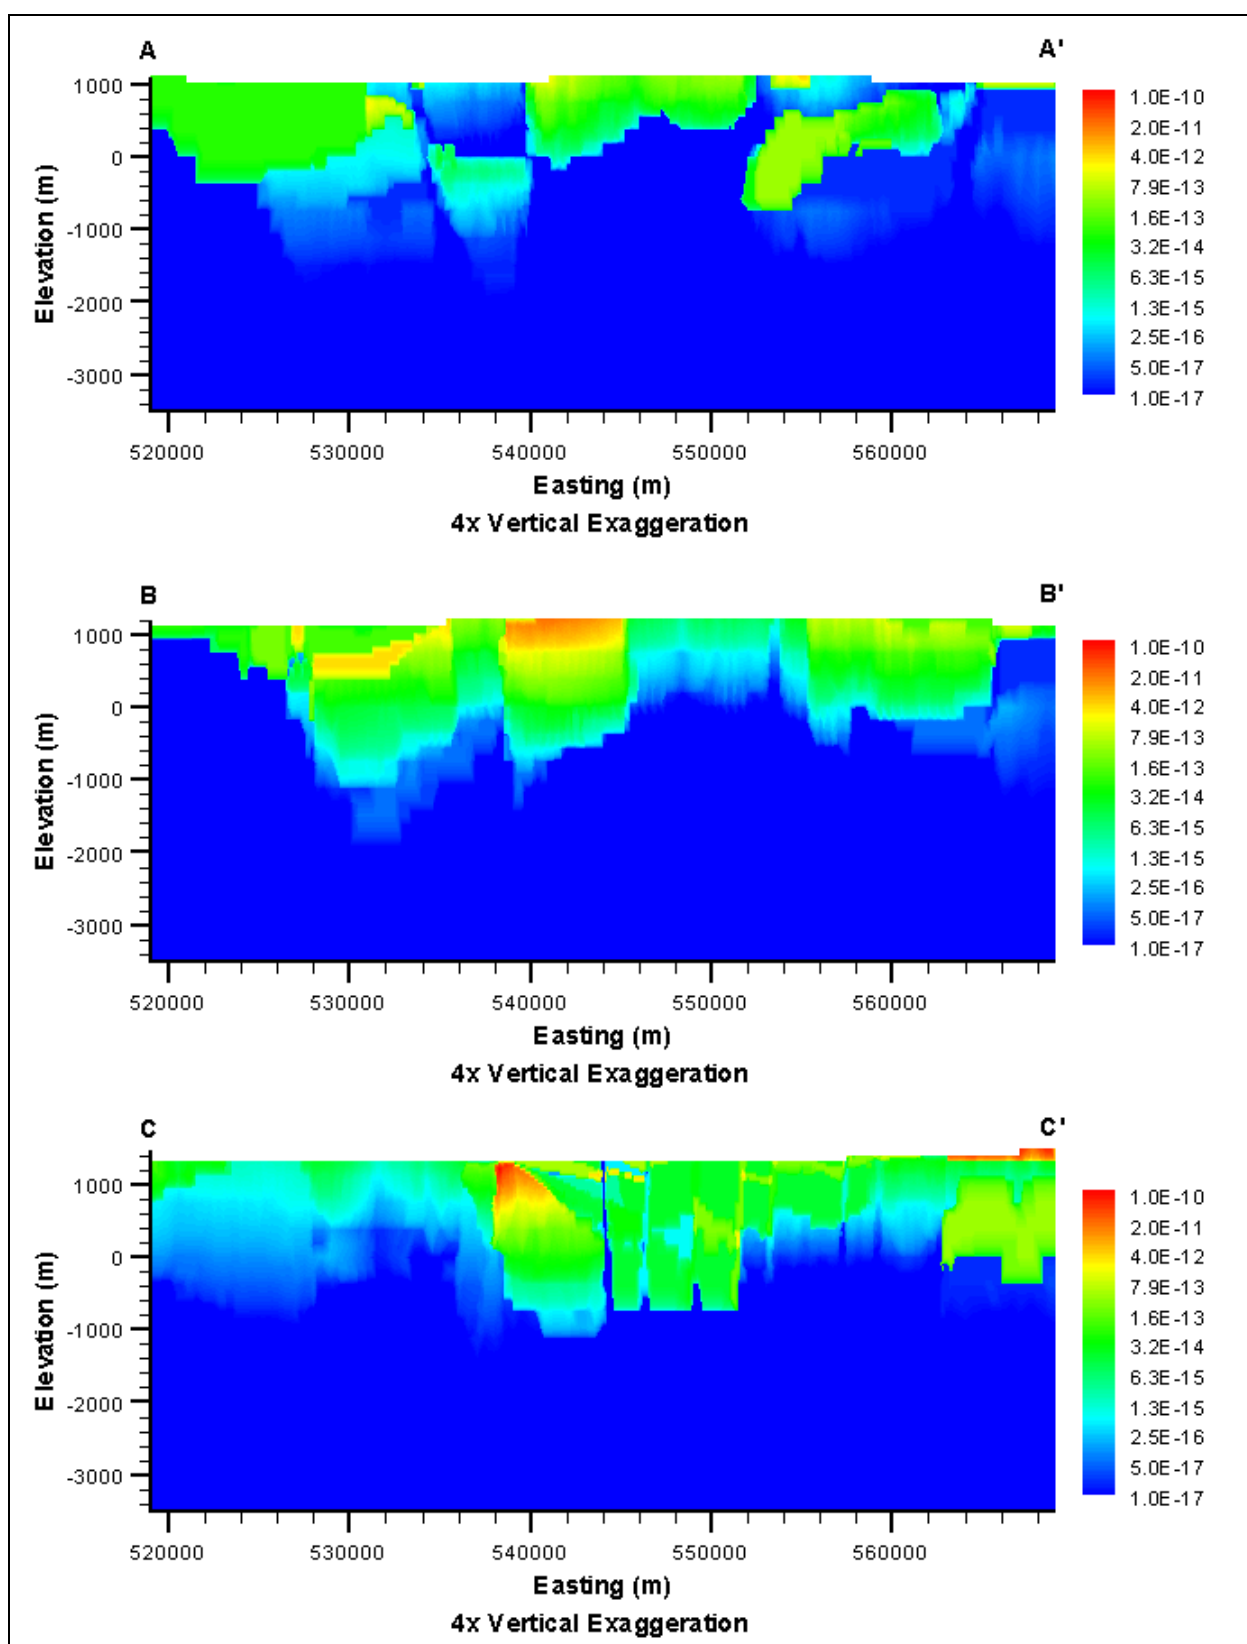 A A'
1000
0
-1000
-2000
-3000
Elevation (m)
520000 530000 540000 550000 560000
Easting (m)
4x Vertical Exaggeration
1.0E-10
2.0E-11
4.0E-12
7.9E-13
1.6E-13
3.2E-14
6.3E-15
1.3E-15
2.5E-16
5.0E-17
1.0E-17
B B'
1000
0
-1000
-2000
-3000
Elevation (m)
520000 530000 540000 550000 560000
Easting (m)
4x Vertical Exaggeration
1.0E-10
2.0E-11
4.0E-12
7.9E-13
1.6E-13
3.2E-14
6.3E-15
1.3E-15
2.5E-16
5.0E-17
1.0E-17
C C'
1000
0
-1000
-2000
-3000
Elevation (m)
520000 530000 540000 550000 560000
Easting (m)
4x Vertical Exaggeration
1.0E-10
2.0E-11
4.0E-12
7.9E-13
1.6E-13
3.2E-14
6.3E-15
1.3E-15
2.5E-16
5.0E-17
1.0E-17